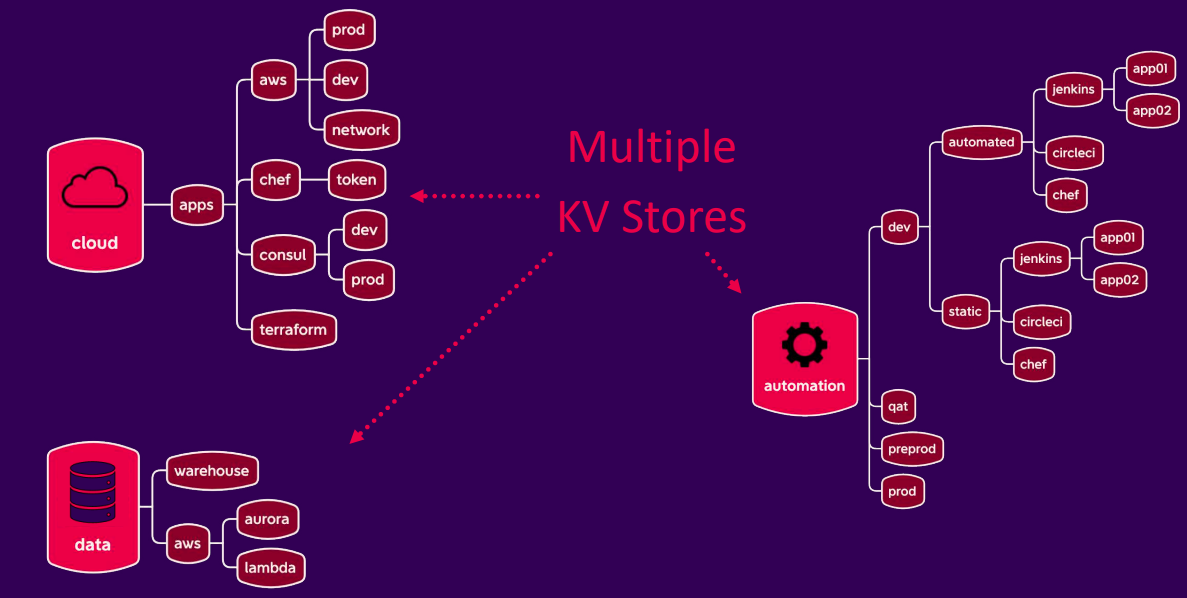 prod
aws
dev
network
chef
token
cloud
apps
dev
consul
prod
terraform
Multiple
KV Stores
data
warehouse
aws
aurora
lambda
automation
dev
automated
jenkins
app01
app02
circleci
chef
static
jenkins
app01
app02
circleci
chef
qat
preprod
prod